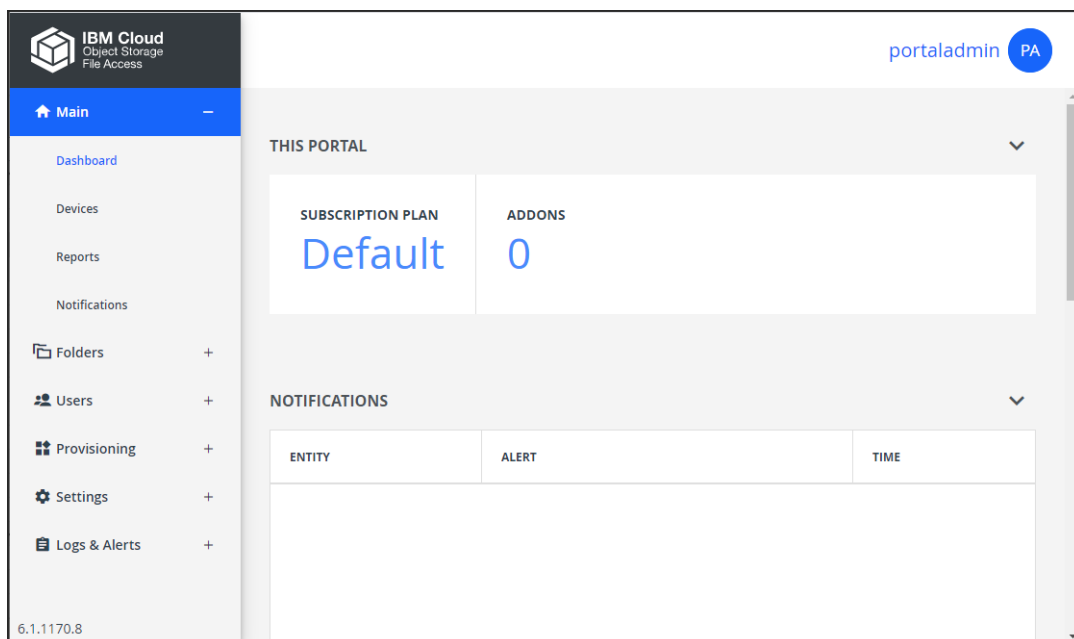 IBM Cloud
Object Storage
File Access
portaladmin
PA
Main
Dashboard
Devices
Reports
Notifications
Folders
Users
Provisioning
Settings
Logs & Alerts
6.1.1170.8
THIS PORTAL
SUBSCRIPTION PLAN
Default
ADDONS
0
NOTIFICATIONS
ENTITY
ALERT
TIME